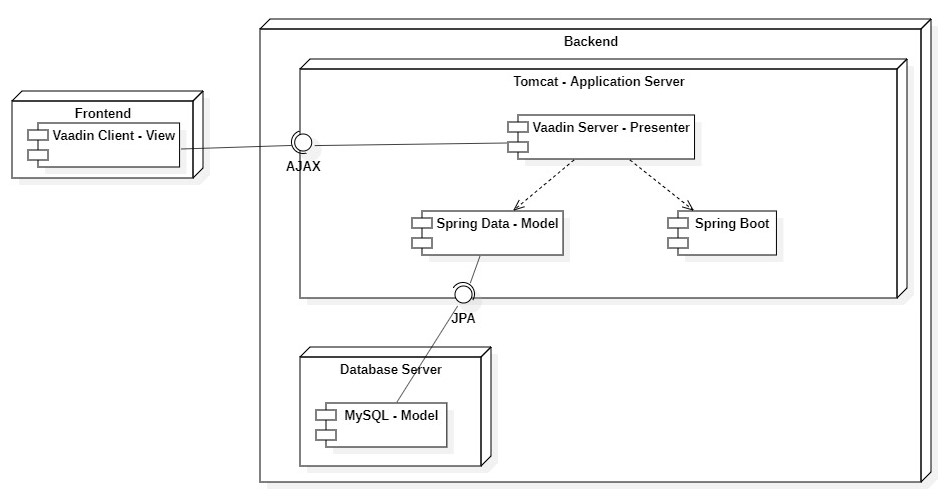 Backend
Tomcat - Application Server
Frontend
Vaadin Client - View
Vaadin Server - Presenter
AJAX
Spring Data - Model
Spring Boot
JPA
Database Server
MySQL - Model